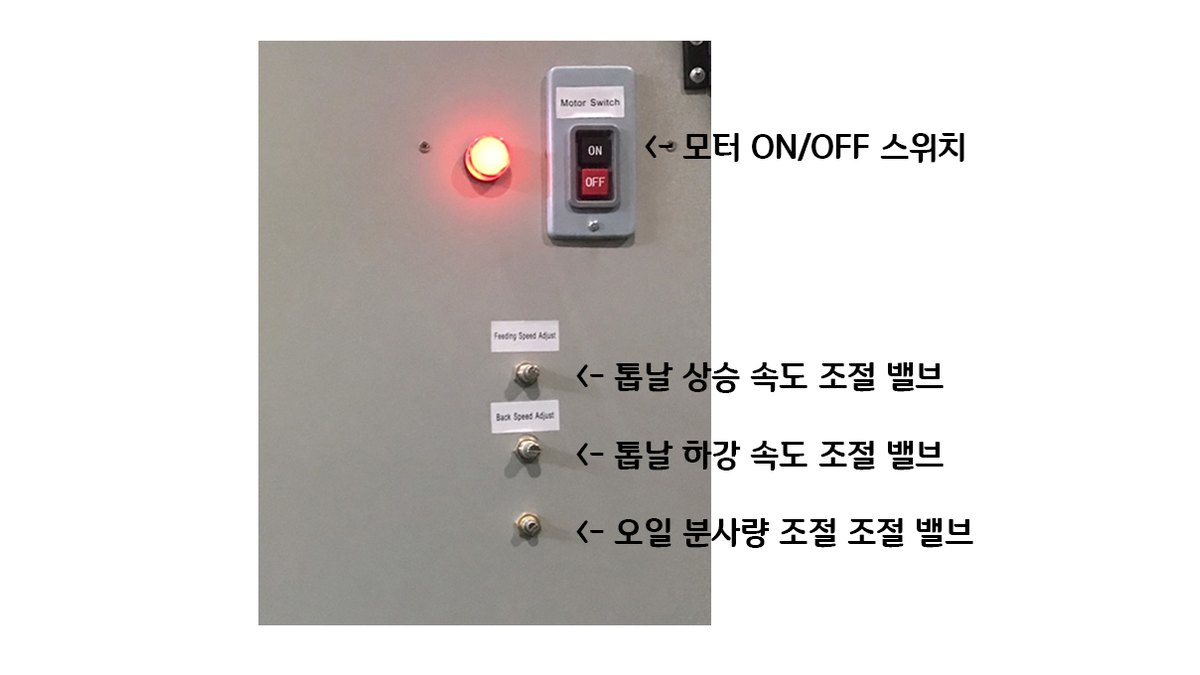 Motor Switch
ON
OFF
<- 모터 ON/OFF 스위치
Feeding Speed Adjust
<- 톱날 상승 속도 조절 밸브
Back Speed Adjust
<- 톱날 하강 속도 조절 밸브
<- 오일 분사량 조절 조절 밸브